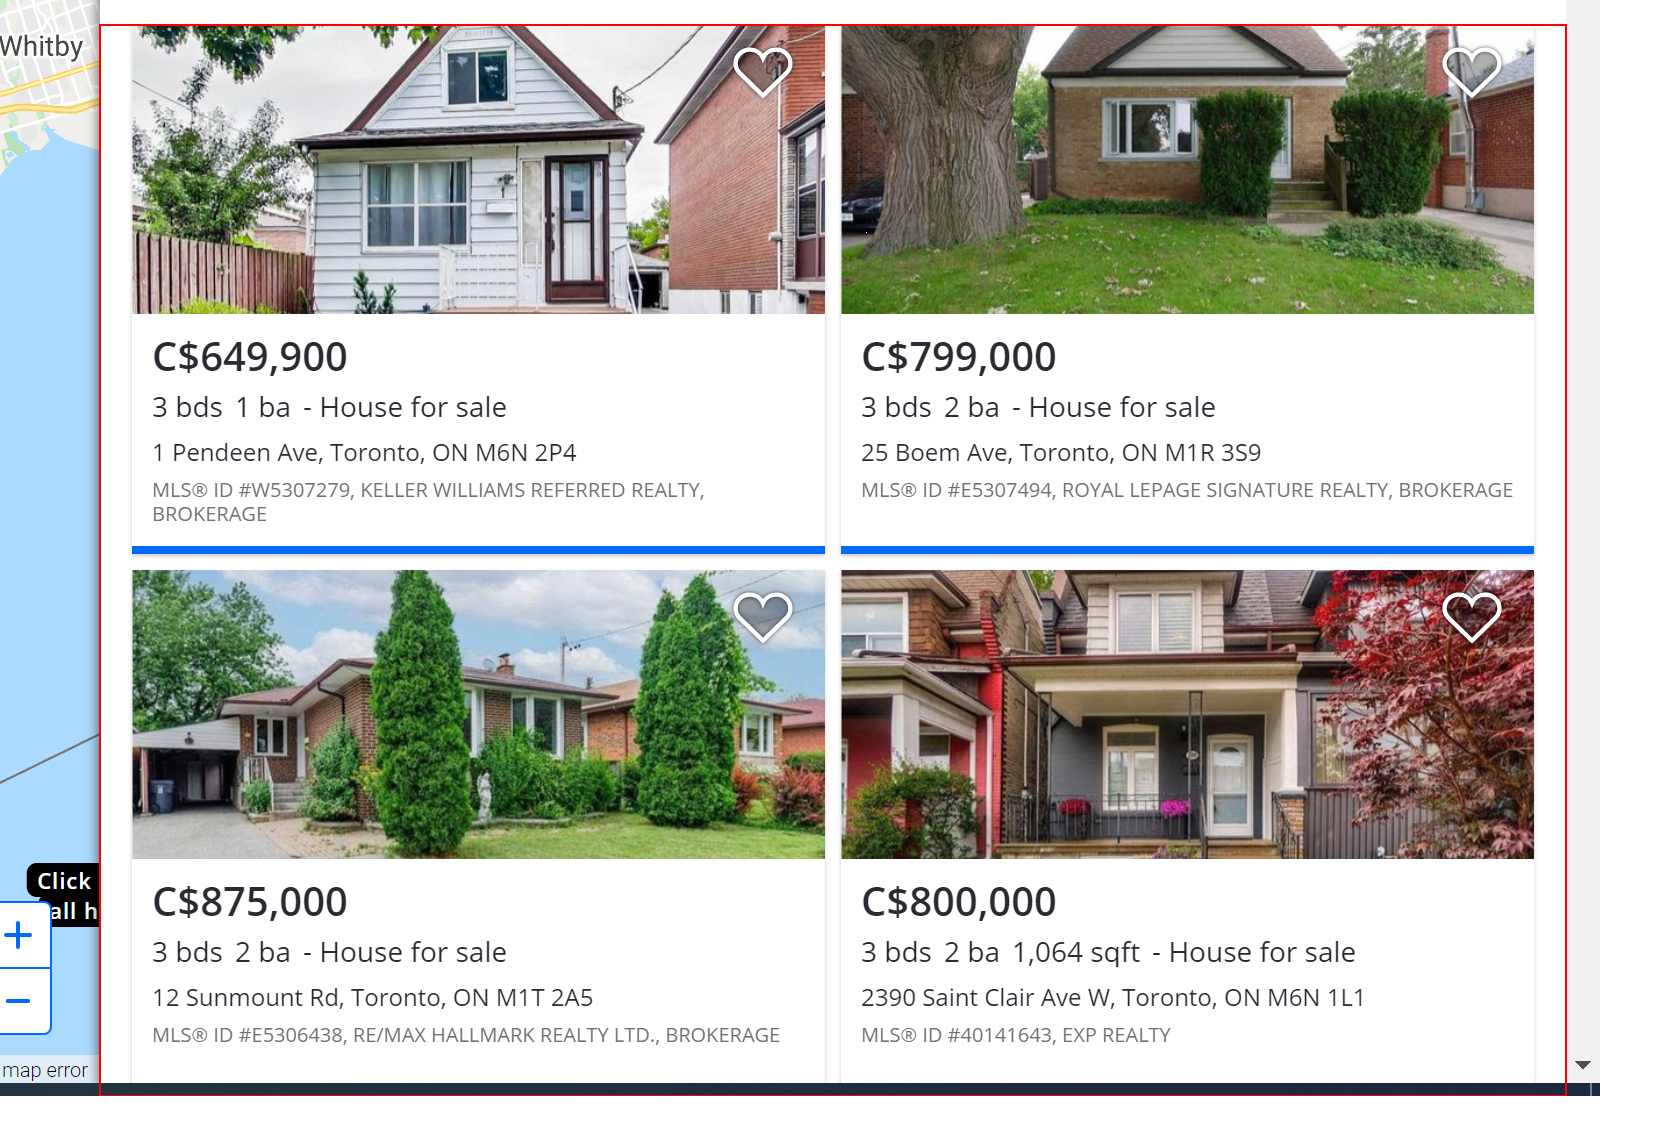 Whitby
C$649,900
3 bds 1 ba - House for sale
1 Pendeen Ave, Toronto, ON M6N 2P4
MLS® ID #W5307279, KELLER WILLIAMS REFERRED REALTY,
BROKERAGE
C$799,000
3 bds 2 ba - House for sale
25 Boem Ave, Toronto, ON M1R 3S9
MLS® ID #E5307494, ROYAL LEPAGE SIGNATURE REALTY, BROKERAGE
C$875,000
3 bds 2 ba - House for sale
12 Sunmount Rd, Toronto, ON M1T 2A5
MLS® ID #E5306438, RE/MAX HALLMARK REALTY LTD., BROKERAGE
C$800,000
3 bds 2 ba 1,064 sqft - House for sale
2390 Saint Clair Ave W, Toronto, ON M6N 1L1
MLS® ID #40141643, EXP REALTY
Click
all h
+
−
map error